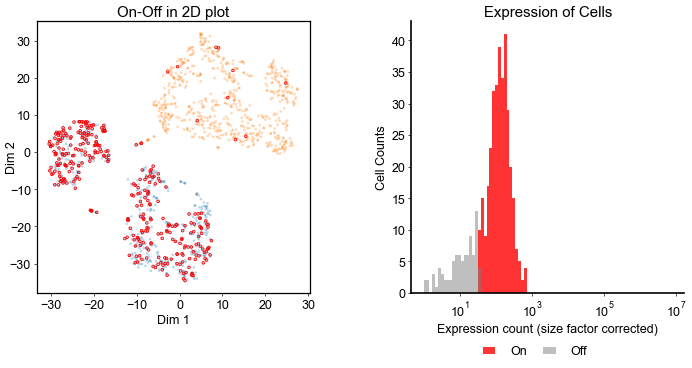 On-Off in 2D plot
Dim 2
30
20
10
0
−10
−20
−30
−30 −20 −10 0 10 20 30
Dim 1
Expression of Cells
Cell Counts
40
35
30
25
20
15
10
5
0
10^1 10^3 10^5 10^7
Expression count (size factor corrected)
On Off